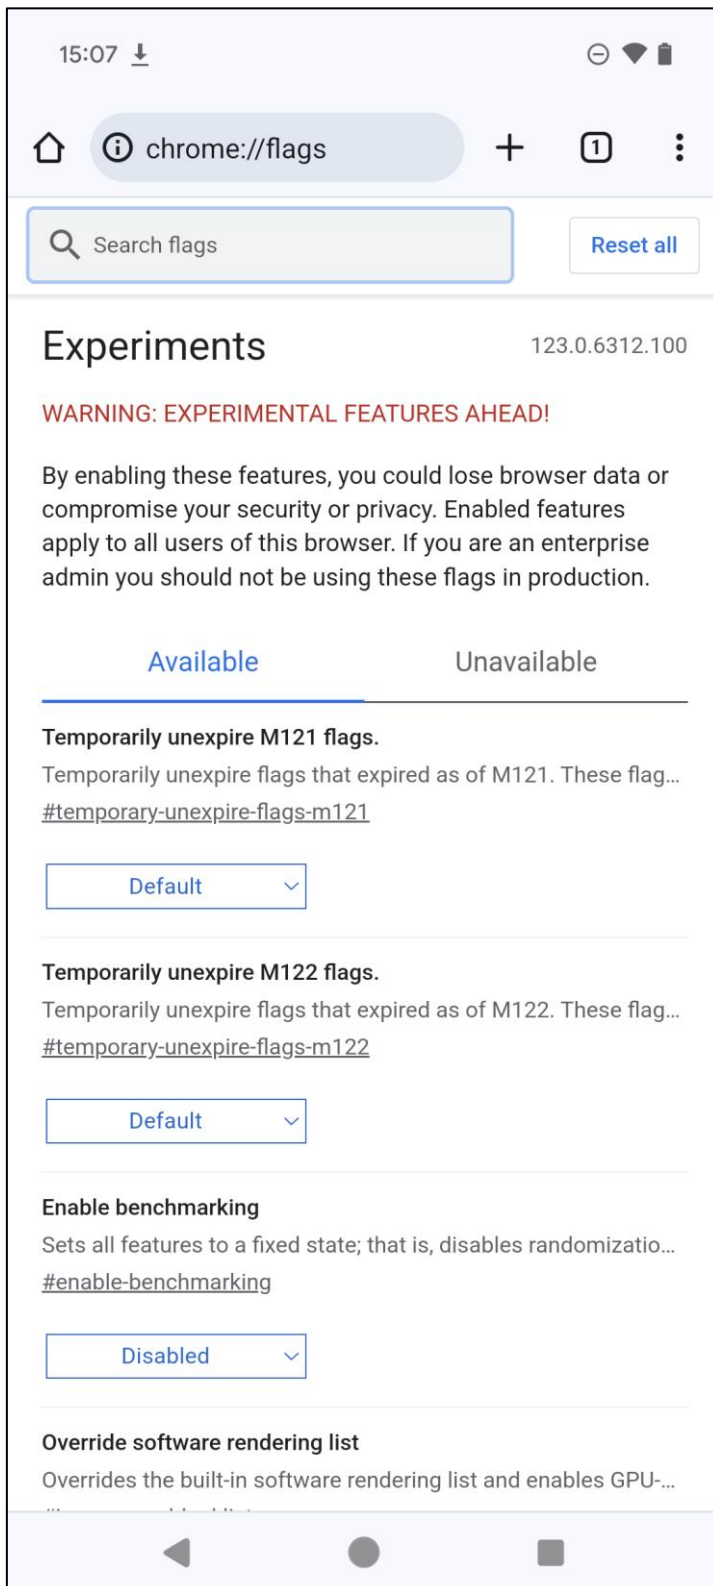 15:07
chrome://flags
1
Search flags
Reset all
Experiments
123.0.6312.100
WARNING: EXPERIMENTAL FEATURES AHEAD!
By enabling these features, you could lose browser data or
compromise your security or privacy. Enabled features
apply to all users of this browser. If you are an enterprise
admin you should not be using these flags in production.
Available
Unavailable
Temporarily unexpire M121 flags.
Temporarily unexpire flags that expired as of M121. These flag...
#temporary-unexpire-flags-m121
Default
Temporarily unexpire M122 flags.
Temporarily unexpire flags that expired as of M122. These flag...
#temporary-unexpire-flags-m122
Default
Enable benchmarking
Sets all features to a fixed state; that is, disables randomizatio...
#enable-benchmarking
Disabled
Override software rendering list
Overrides the built-in software rendering list and enables GPU-...